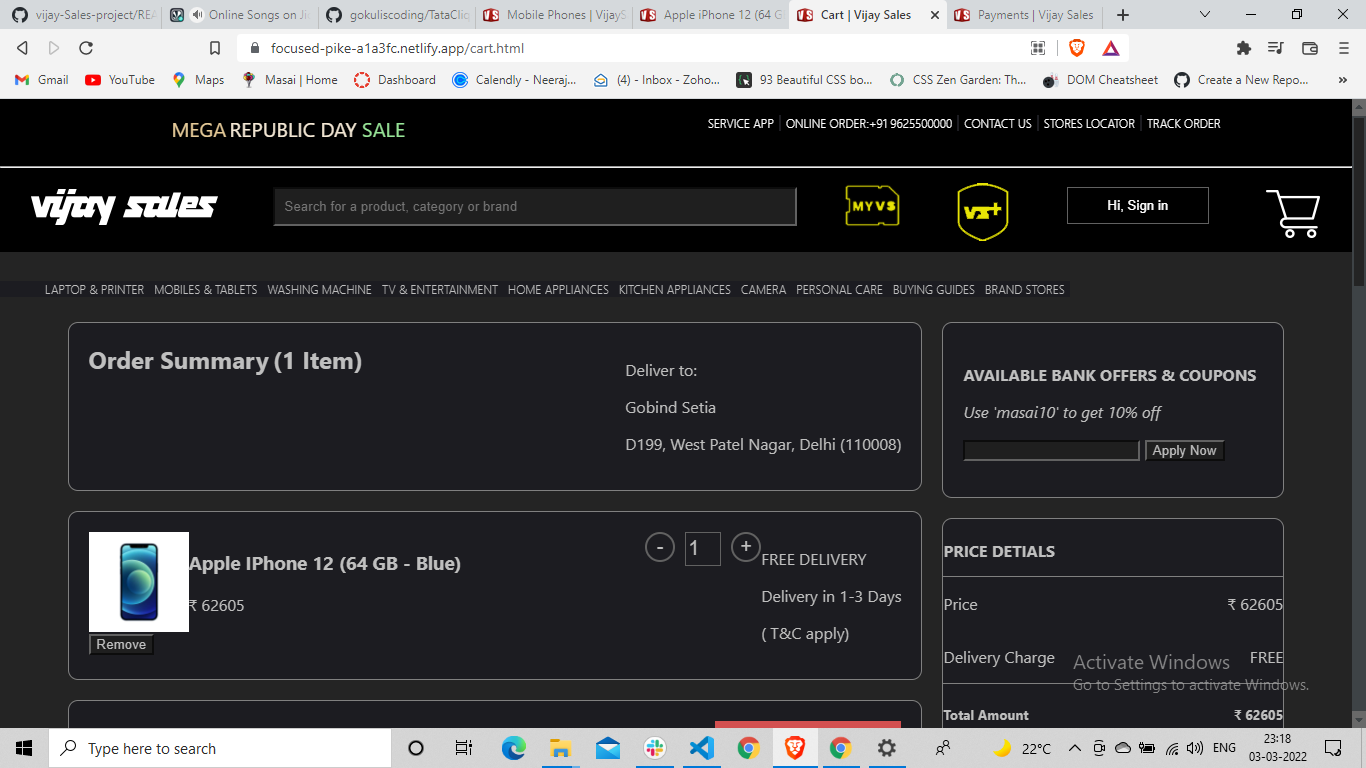 vijay-Sales-project/REA
Online Songs on Ji
gokuliscoding/TataCliq
Mobile Phones | VijayS
Apple iPhone 12 (64 G
Cart | Vijay Sales
Payments | Vijay Sales
focused-pike-a1a3fc.netlify.app/cart.html
Gmail
YouTube
Maps
Masai | Home
Dashboard
Calendly - Neeraj...
(4) - Inbox - Zoho...
93 Beautiful CSS bo...
CSS Zen Garden: Th...
DOM Cheatsheet
Create a New Repo...
MEGA REPUBLIC DAY SALE
SERVICE APP
ONLINE ORDER:+91 9625500000
CONTACT US
STORES LOCATOR
TRACK ORDER
vijay sales
Search for a product, category or brand
MYVS
VS+
Hi, Sign in
LAPTOP & PRINTER
MOBILES & TABLETS
WASHING MACHINE
TV & ENTERTAINMENT
HOME APPLIANCES
KITCHEN APPLIANCES
CAMERA
PERSONAL CARE
BUYING GUIDES
BRAND STORES
Order Summary (1 Item)
Deliver to:
Gobind Setia
D199, West Patel Nagar, Delhi (110008)
AVAILABLE BANK OFFERS & COUPONS
Use 'masai10' to get 10% off
Apply Now
Apple IPhone 12 (64 GB - Blue)
₹ 62605
Remove
- 1 +
FREE DELIVERY
Delivery in 1-3 Days
( T&C apply)
PRICE DETIALS
Price ₹ 62605
Delivery Charge FREE
Total Amount ₹ 62605
Activate Windows
Go to Settings to activate Windows.
Type here to search
22°C
ENG
23:18
03-03-2022